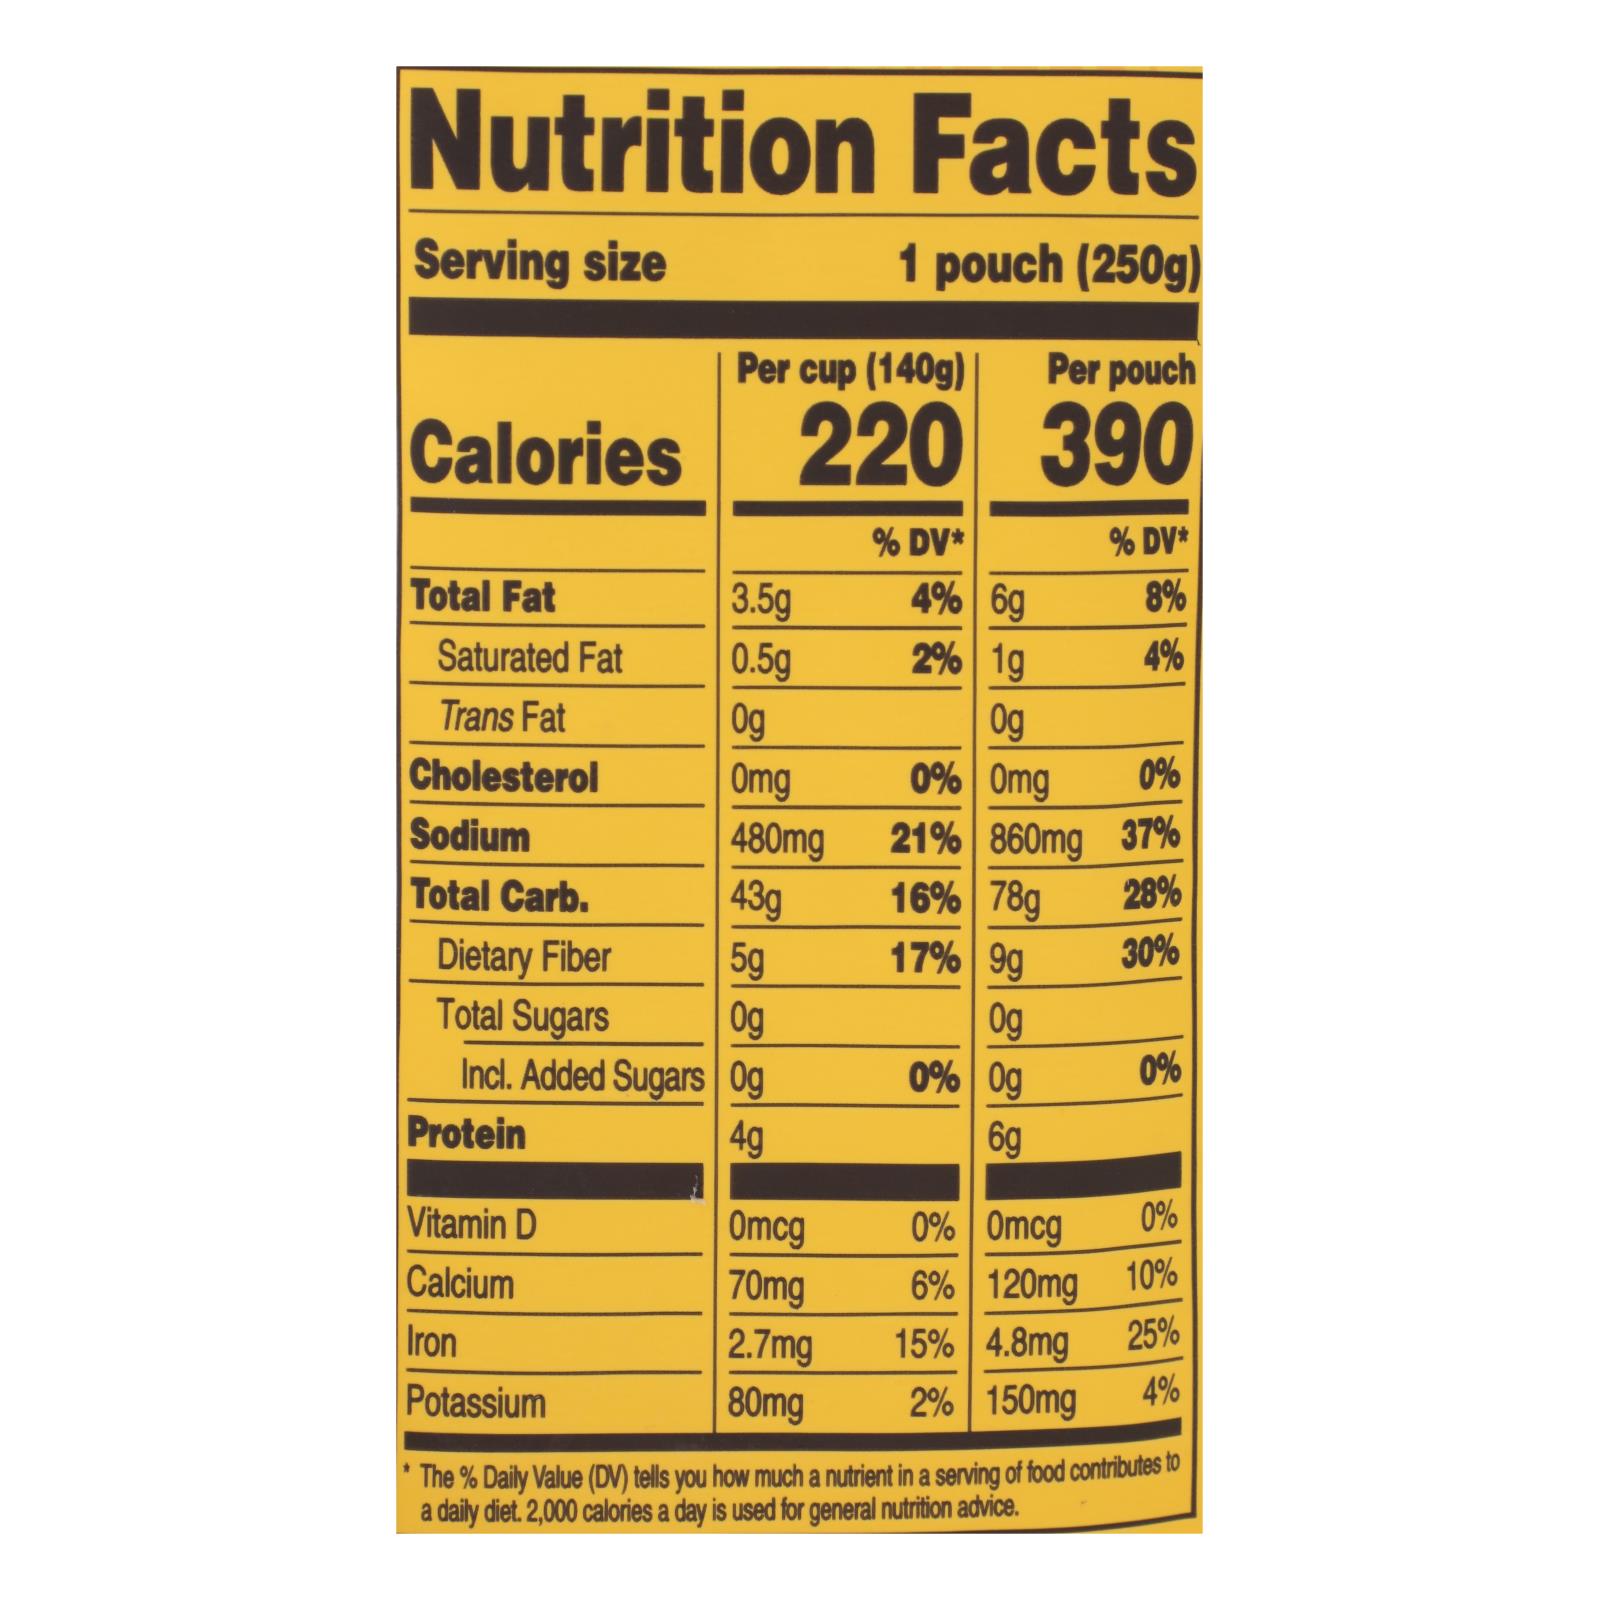 Nutrition Facts
Serving size 1 pouch (250g)
Per cup (140g) Per pouch
Calories 220 390
% DV* % DV*
Total Fat 3.5g 4% 6g 8%
Saturated Fat 0.5g 2% 1g 4%
Trans Fat 0g 0g
Cholesterol 0mg 0% 0mg 0%
Sodium 480mg 21% 860mg 37%
Total Carb. 43g 16% 78g 28%
Dietary Fiber 5g 17% 9g 30%
Total Sugars 0g 0g
Incl. Added Sugars 0g 0% 0g 0%
Protein 4g 6g
Vitamin D 0mcg 0% 0mcg 0%
Calcium 70mg 6% 120mg 10%
Iron 2.7mg 15% 4.8mg 25%
Potassium 80mg 2% 150mg 4%
* The % Daily Value (DV) tells you how much a nutrient in a serving of food contributes to
a daily diet. 2,000 calories a day is used for general nutrition advice.